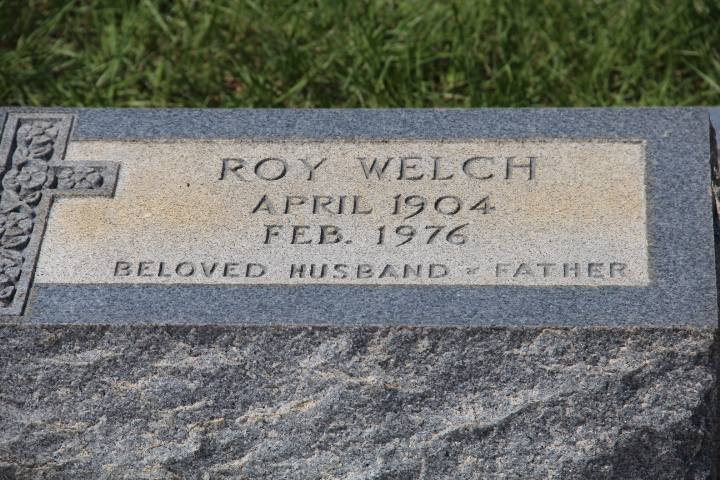 ROY WELCH
APRIL 1904
FEB. 1976
BELOVED HUSBAND & FATHER